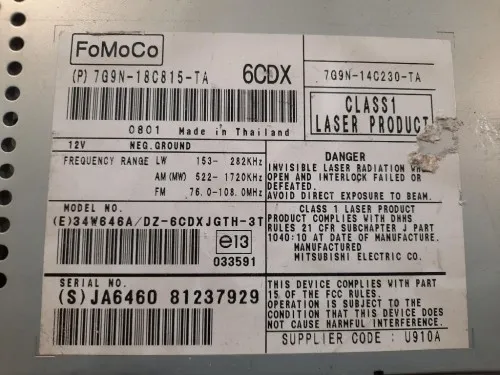 FoMoCo
(P) 7G9N-18C815-TA 6CDX
7G9N-14C230-TA
CLASS1
LASER PRODUCT
0801 Made in Thailand
12V NEG.GROUND
FREQUENCY RANGE LW 153- 282KHz
AM(MW) 522- 1720KHz
FM 76.0-108.0MHz
DANGER
INVISIBLE LASER RADIATION WHEN
OPEN AND INTERLOCK FAILED OR
DEFEATED.
AVOID DIRECT EXPOSURE TO BEAM.
MODEL NO.
(E)34W646A/DZ-6CDXJGTH-3T
e13
033591
CLASS 1 LASER PRODUCT
PRODUCT COMPLIES WITH DHHS
RULES 21 CFR SUBCHAPTER J PART
1040:10 AT DATE OF MANUFACTURE.
MANUFACTURED
MITSUBISHI ELECTRIC CO.
SERIAL NO.
(S)JA6460 81237929
THIS DEVICE COMPLIES WITH PART
15 OF THE FCC RULES.
OPERATION IS SUBJECT TO THE
CONDITION THAT THIS DEVICE DOES
NOT CAUSE HARMFUL INTERFERENCE.
SUPPLIER CODE : U910A